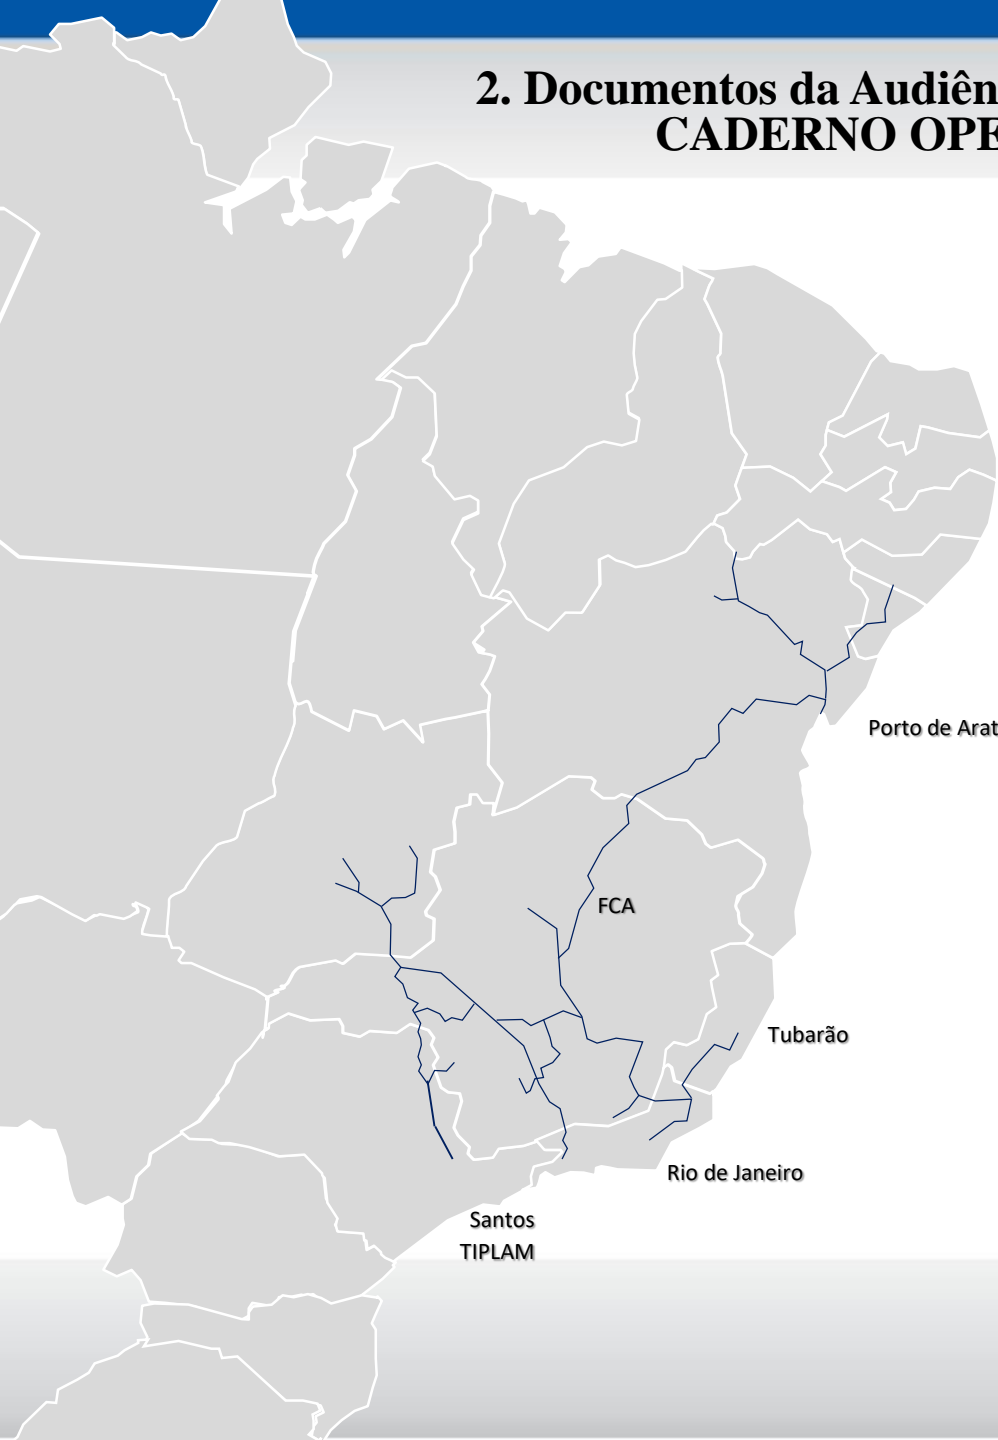 2. Documentos da Audiên
CADERNO OPE
Porto de Arat
FCA
Tubarão
Rio de Janeiro
Santos
TIPLAM